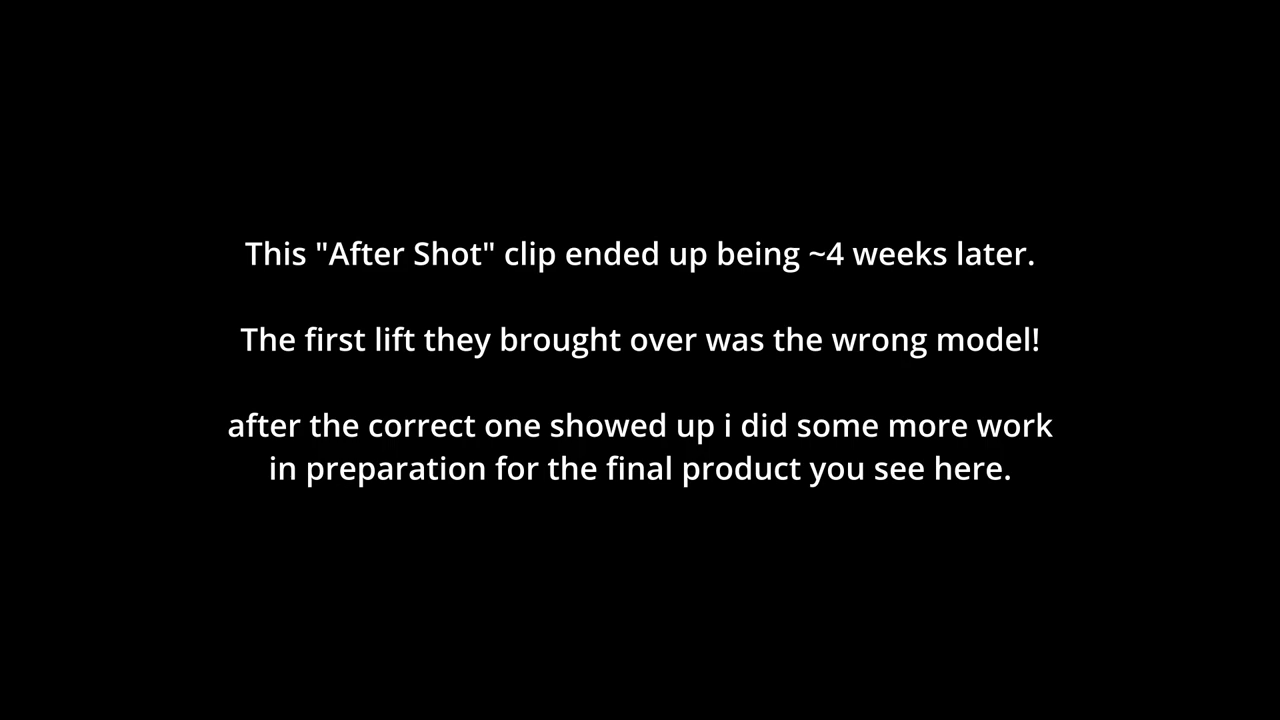 This "After Shot" clip ended up being ~4 weeks later.
The first lift they brought over was the wrong model!
after the correct one showed up i did some more work
in preparation for the final product you see here.